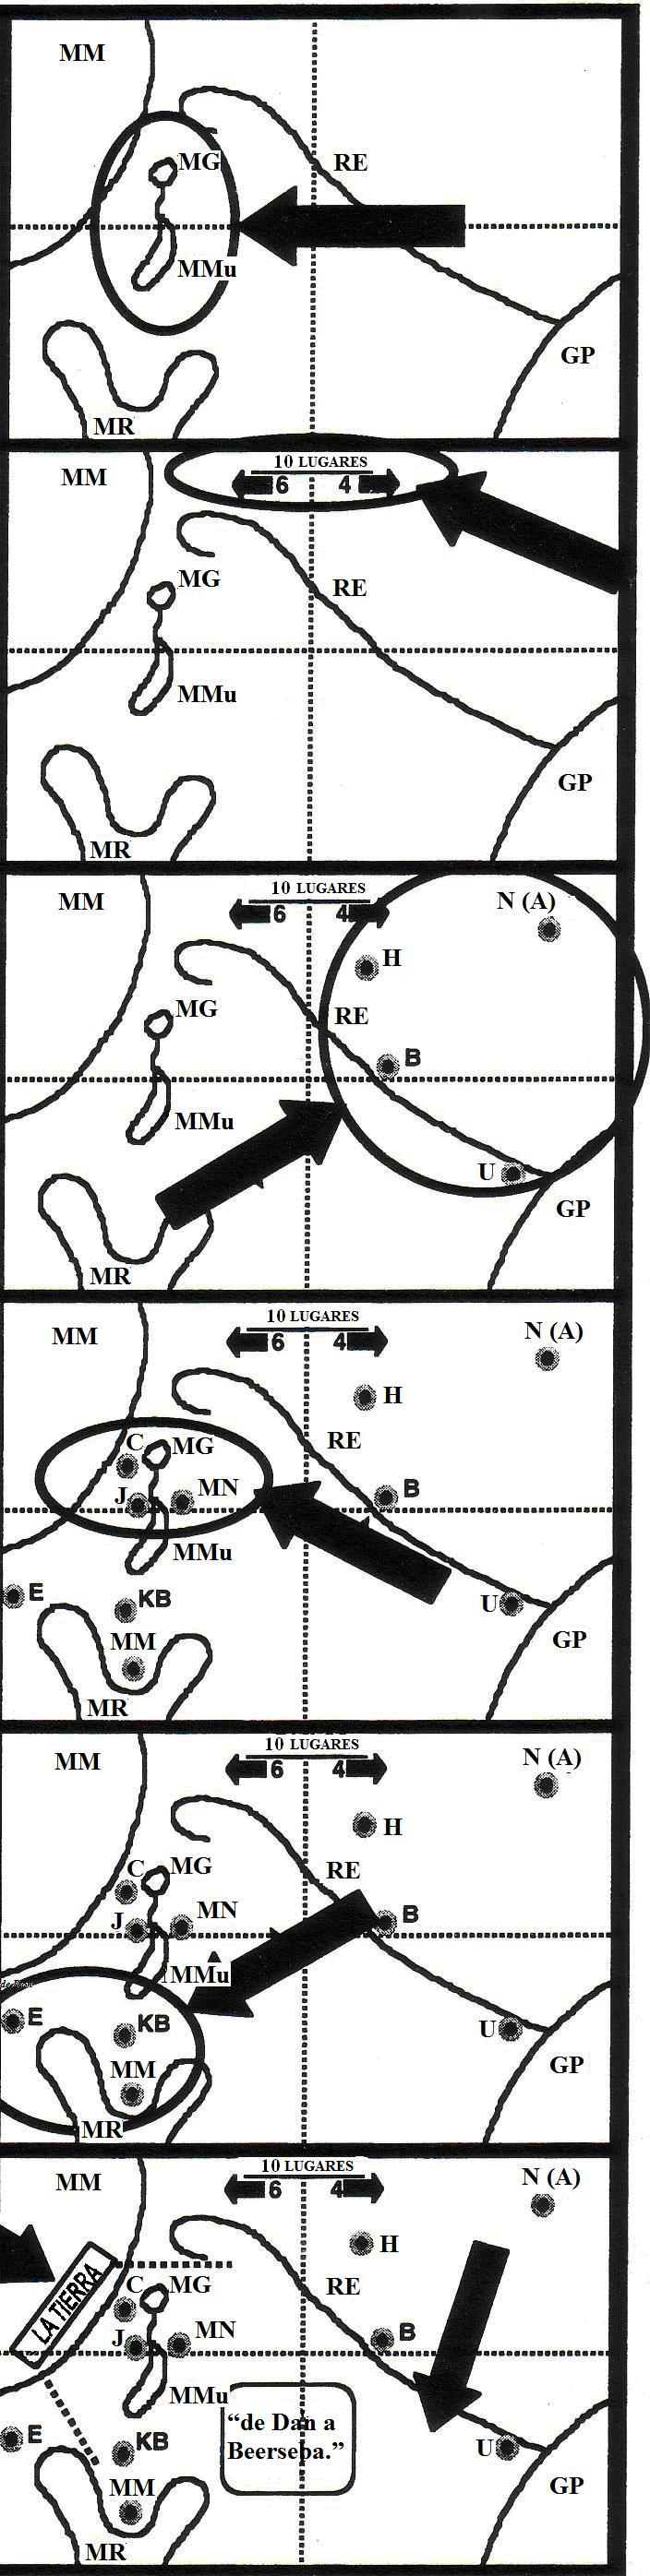 MM
MG
RE
MMu
GP
MR
10 LUGARES
MM
6 4
MG
RE
MMu
GP
MR
10 LUGARES
MM
N (A)
6 4
H
MG
RE
B
MMu
U
GP
MR
10 LUGARES
MM
N (A)
6 4
H
C MG
RE
J MN
B
MMu
E
KB
U
MM
GP
MR
10 LUGARES
MM
N (A)
6 4
H
C MG
RE
J MN
B
MMu
E
KB
U
MM
GP
MR
10 LUGARES
MM
N (A)
6 4
H
LA TIERRA
C MG
RE
J MN
B
MMu
“de Dan a
Beerseba.”
E
KB
U
MM
GP
MR